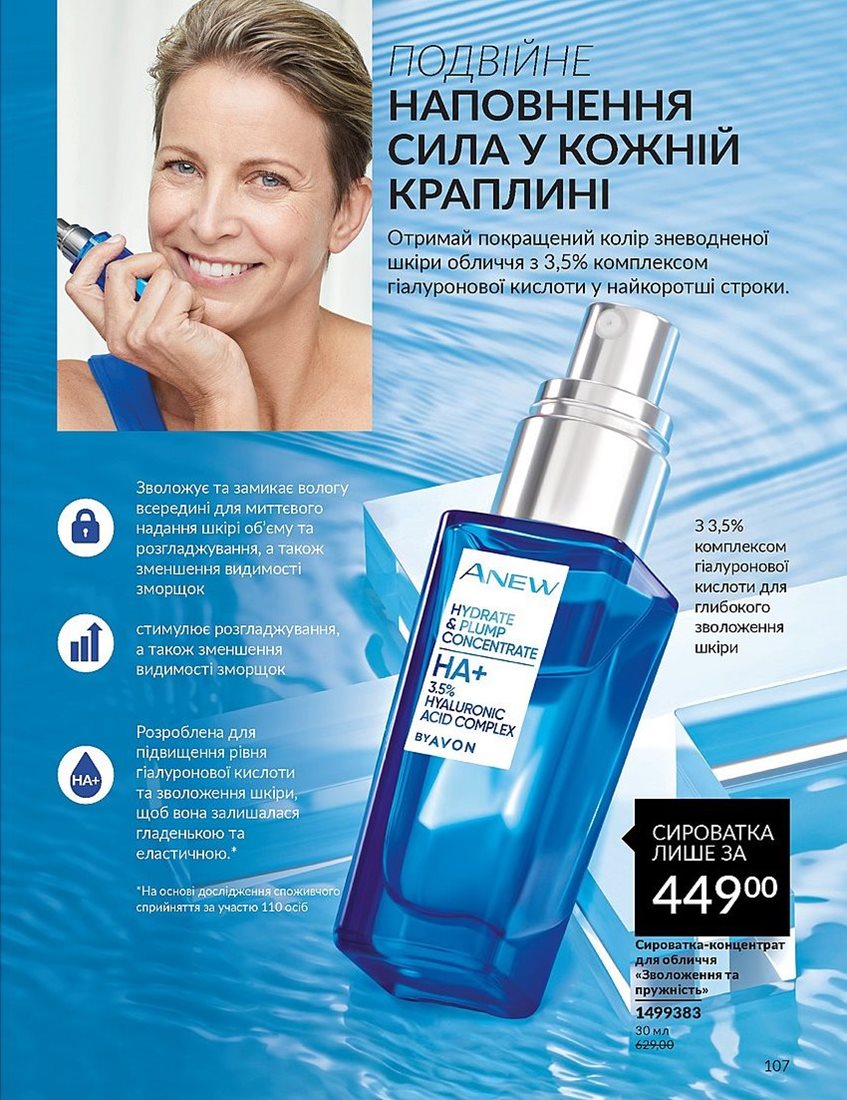 ПОДВІЙНЕ
НАПОВНЕННЯ
СИЛА У КОЖНІЙ
КРАПЛИНІ
Отримай покращений колір зневодненої
шкіри обличчя з 3,5% комплексом
гіалуронової кислоти у найкоротші строки.
Зволожує та замикає вологу
всередині для миттєвого
надання шкірі об'єму та
розгладжування, а також
зменшення видимості
зморщок
стимулює розгладжування,
а також зменшення
видимості зморщок
HA+
Розроблена для
підвищення рівня
гіалуронової кислоти
та зволоження шкіри,
щоб вона залишалася
гладенькою та
еластичною.*
*На основі дослідження споживчого
сприйняття за участю 110 осіб
ANEW
HYDRATE
& PLUMP
CONCENTRATE
HA+
3.5%
HYALURONIC
ACID COMPLEX
BY AVON
З 3,5%
комплексом
гіалуронової
кислоти для
глибокого
зволоження
шкіри
СИРОВАТКА
ЛИШЕ ЗА
44900
Сироватка-концентрат
для обличчя
«Зволоження та
пружність»
1499383
30 мл
629,00
107